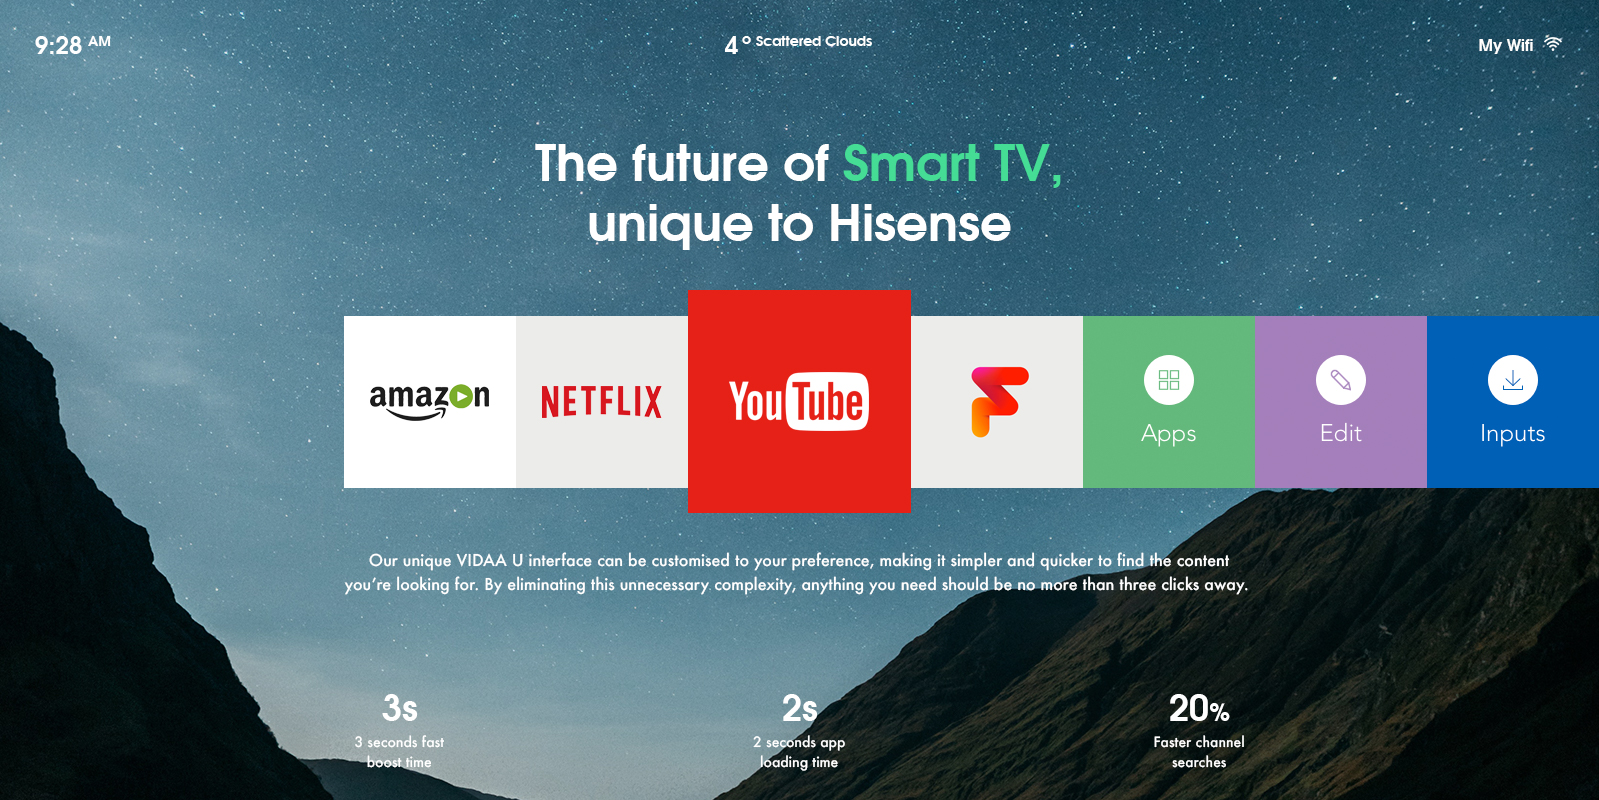 9:28 AM
4° Scattered Clouds
My Wifi
The future of Smart TV,
unique to Hisense
amazon
NETFLIX
YouTube
F
Apps
Edit
Inputs
Our unique VIDAA U interface can be customised to your preference, making it simpler and quicker to find the content
you're looking for. By eliminating this unnecessary complexity, anything you need should be no more than three clicks away.
3s
3 seconds fast
boost time
2s
2 seconds app
loading time
20%
Faster channel
searches